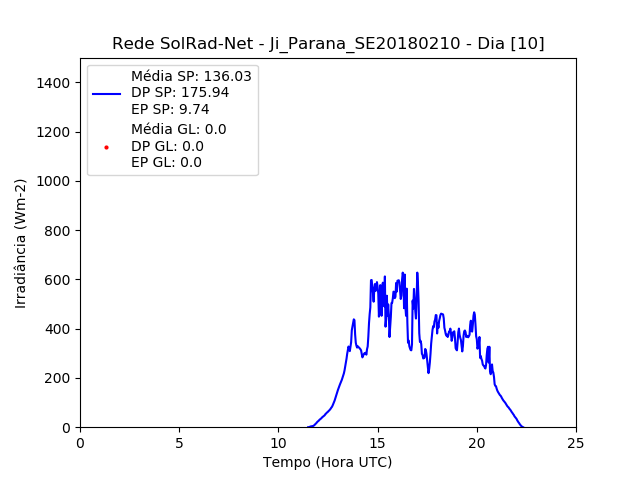 Rede SolRad-Net - Ji_Parana_SE20180210 - Dia [10]
Média SP: 136.03
DP SP: 175.94
EP SP: 9.74
Média GL: 0.0
DP GL: 0.0
EP GL: 0.0
Irradiância (Wm-2)
1400
1200
1000
800
600
400
200
0
0 5 10 15 20 25
Tempo (Hora UTC)